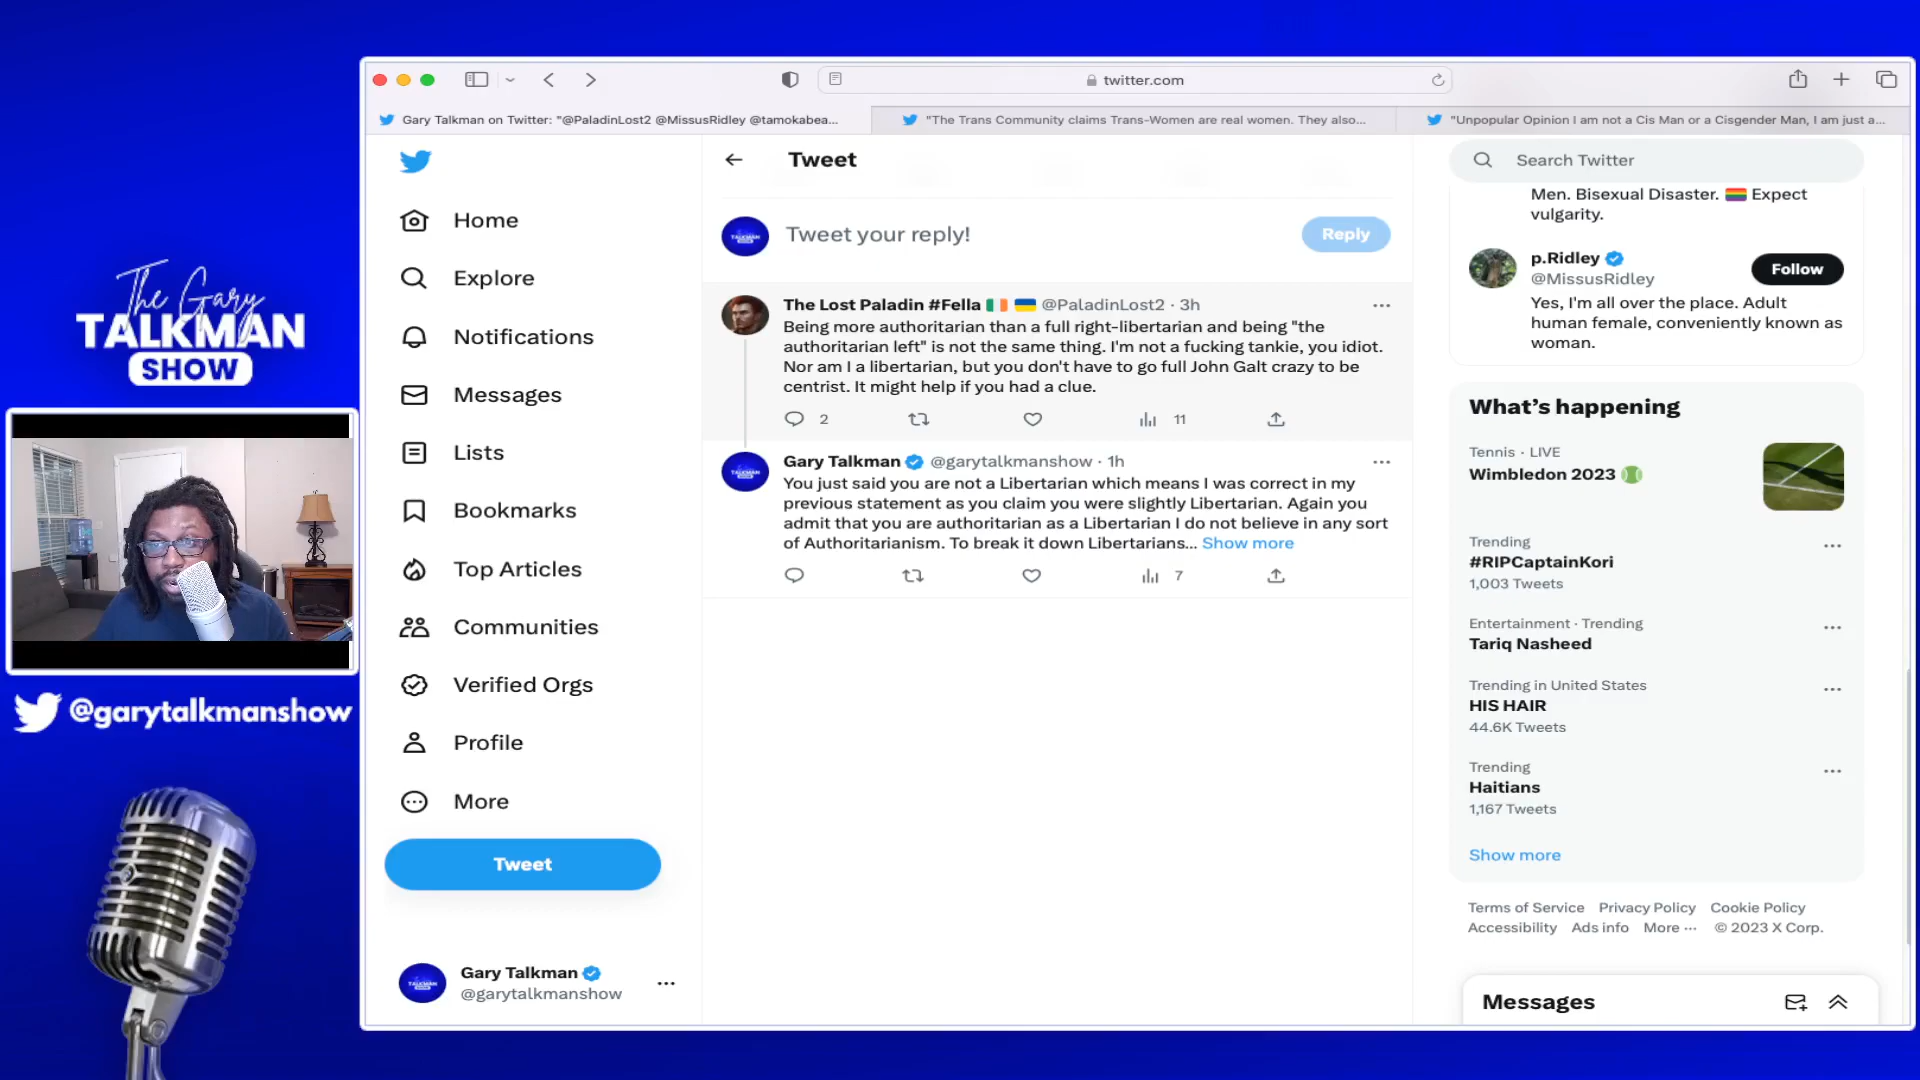 The Gary
TALKMAN
SHOW
@garytalkmanshow
twitter.com
Gary Talkman on Twitter: "@PaladinLost2 @MissusRidley @tamokabea...
"The Trans Community claims Trans-Women are real women. They also...
"Unpopular Opinion I am not a Cis Man or a Cisgender Man, I am just a...
Home
Explore
Notifications
Messages
Lists
Bookmarks
Top Articles
Communities
Verified Orgs
Profile
More
Tweet
Gary Talkman
@garytalkmanshow
Tweet
Tweet your reply!
Reply
The Lost Paladin #Fella @PaladinLost2 · 3h
Being more authoritarian than a full right-libertarian and being "the
authoritarian left" is not the same thing. I'm not a fucking tankie, you idiot.
Nor am I a libertarian, but you don't have to go full John Galt crazy to be
centrist. It might help if you had a clue.
2
11
Gary Talkman @garytalkmanshow · 1h
You just said you are not a Libertarian which means I was correct in my
previous statement as you claim you were slightly Libertarian. Again you
admit that you are authoritarian as a Libertarian I do not believe in any sort
of Authoritarianism. To break it down Libertarians... Show more
7
Search Twitter
Men. Bisexual Disaster. Expect
vulgarity.
p.Ridley
@MissusRidley
Follow
Yes, I'm all over the place. Adult
human female, conveniently known as
woman.
What's happening
Tennis · LIVE
Wimbledon 2023
Trending
#RIPCaptainKori
1,003 Tweets
Entertainment · Trending
Tariq Nasheed
Trending in United States
HIS HAIR
44.6K Tweets
Trending
Haitians
1,167 Tweets
Show more
Terms of Service Privacy Policy Cookie Policy
Accessibility Ads info More ··· © 2023 X Corp.
Messages